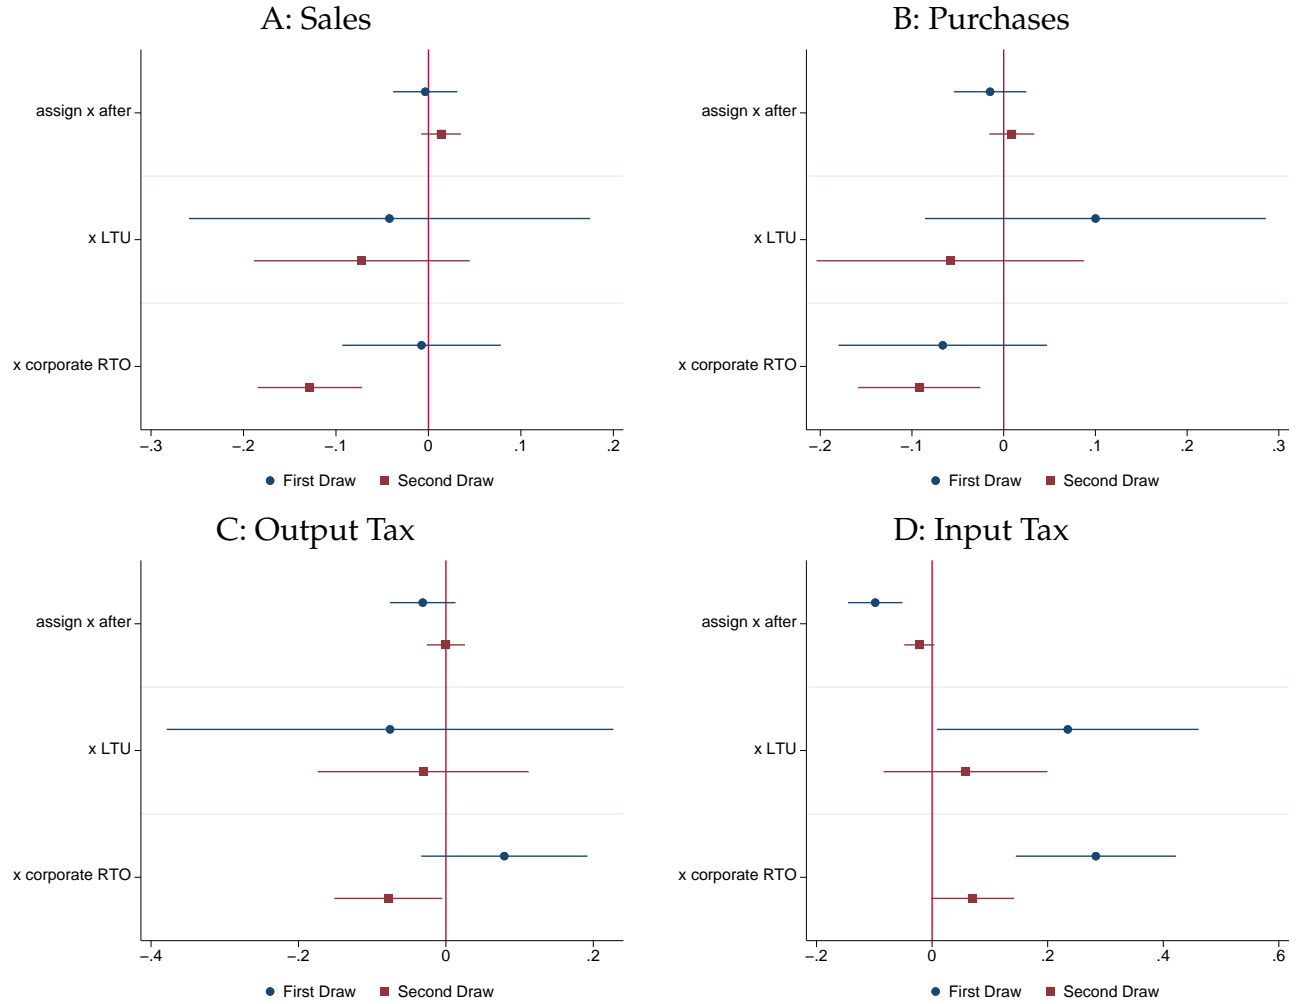 A: Sales
assign x after
x LTU
x corporate RTO
−.3 −.2 −.1 0 .1 .2
First Draw Second Draw
B: Purchases
assign x after
x LTU
x corporate RTO
−.2 −.1 0 .1 .2 .3
First Draw Second Draw
C: Output Tax
assign x after
x LTU
x corporate RTO
−.4 −.2 0 .2
First Draw Second Draw
D: Input Tax
assign x after
x LTU
x corporate RTO
−.2 0 .2 .4 .6
First Draw Second Draw